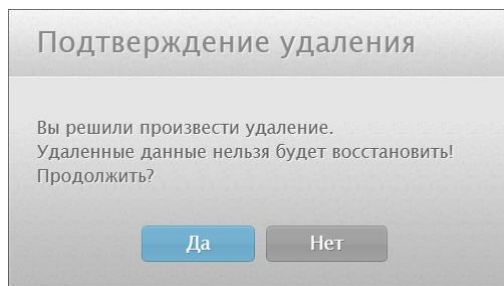 Подтверждение удаления
Вы решили произвести удаление.
Удаленные данные нельзя будет восстановить!
Продолжить?
Да
Нет